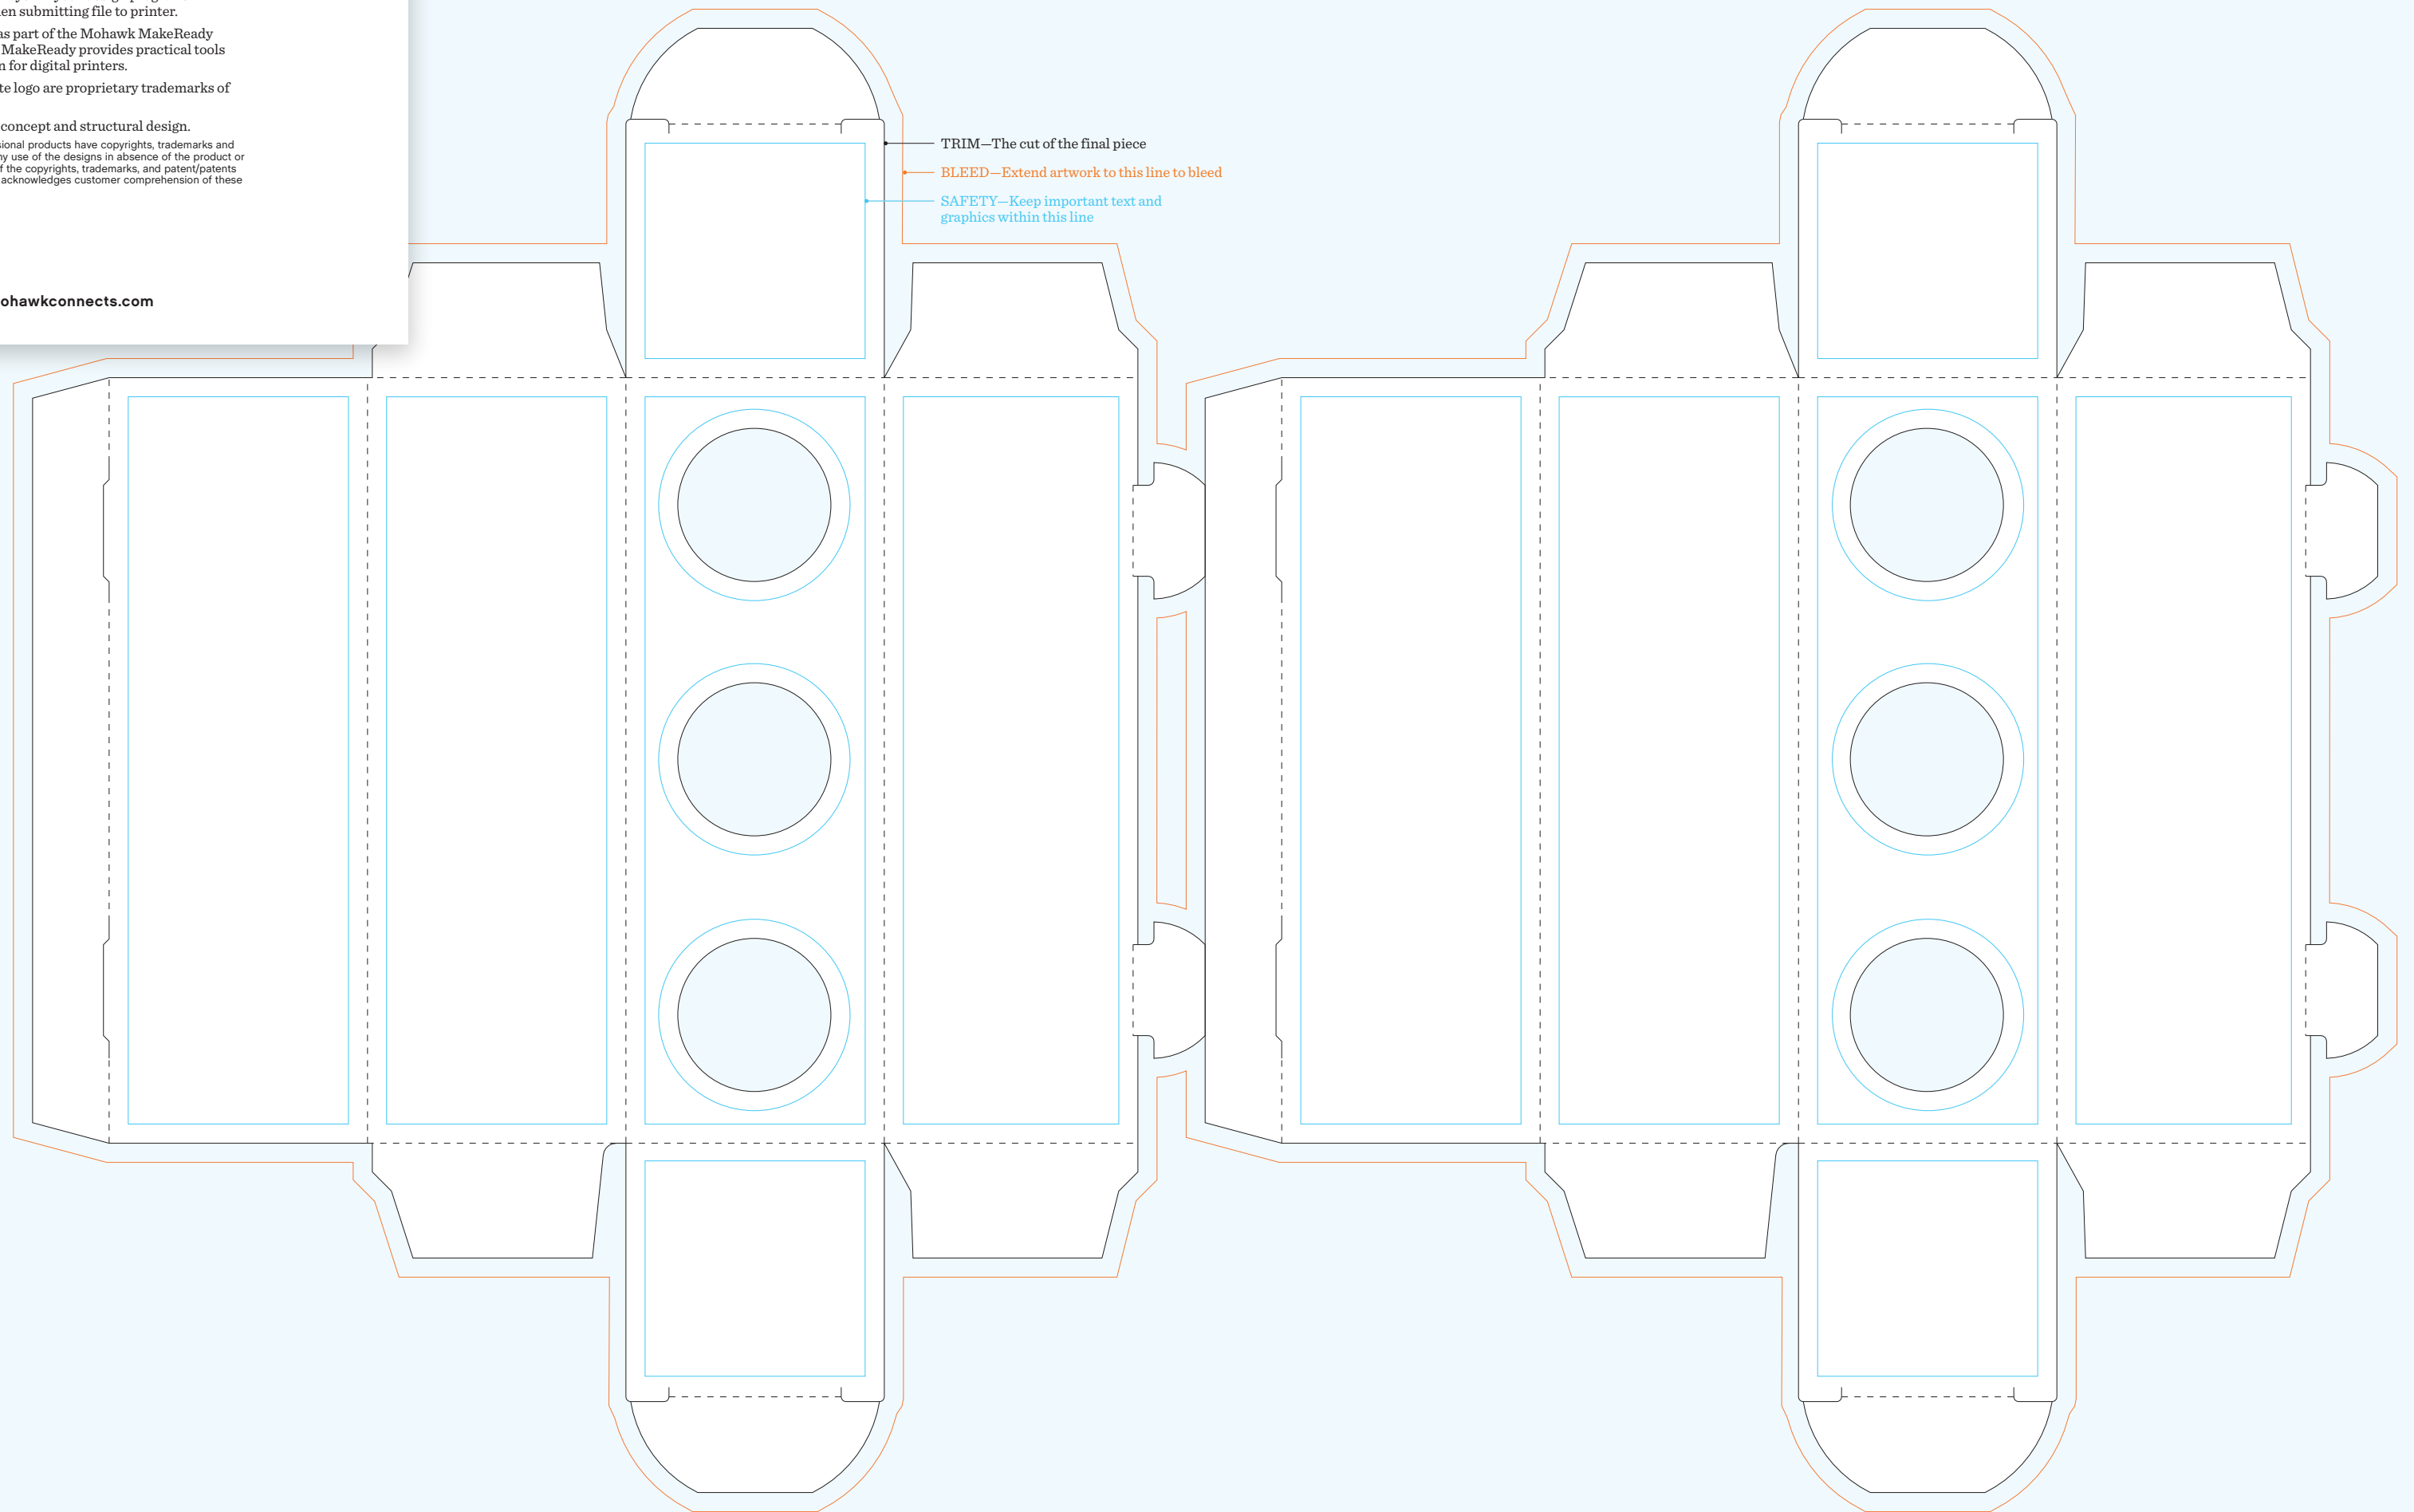 submitting file to printer.
as part of the Mohawk MakeReady
MakeReady provides practical tools
for digital printers.
logo are proprietary trademarks of
concept and structural design.
products have copyrights, trademarks and
use of the designs in absence of the product or
the copyrights, trademarks, and patent/patents
acknowledges customer comprehension of these
ohawkconnects.com
TRIM—The cut of the final piece
BLEED—Extend artwork to this line to bleed
SAFETY—Keep important text and
graphics within this line